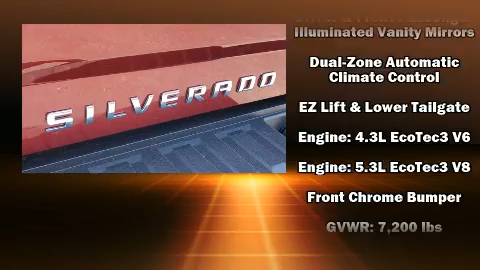 SILVERADO
Illuminated Vanity Mirrors
Dual-Zone Automatic
Climate Control
EZ Lift & Lower Tailgate
Engine: 4.3L EcoTec3 V6
Engine: 5.3L EcoTec3 V8
Front Chrome Bumper
GVWR: 7,200 lbs